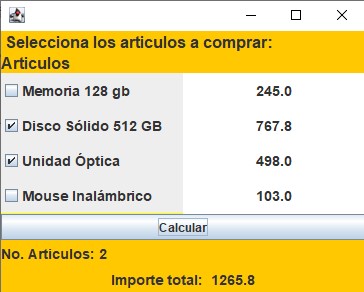 Selecciona los articulos a comprar:
Articulos
Memoria 128 gb 245.0
Disco Sólido 512 GB 767.8
Unidad Óptica 498.0
Mouse Inalámbrico 103.0
Calcular
No. Articulos: 2
Importe total: 1265.8